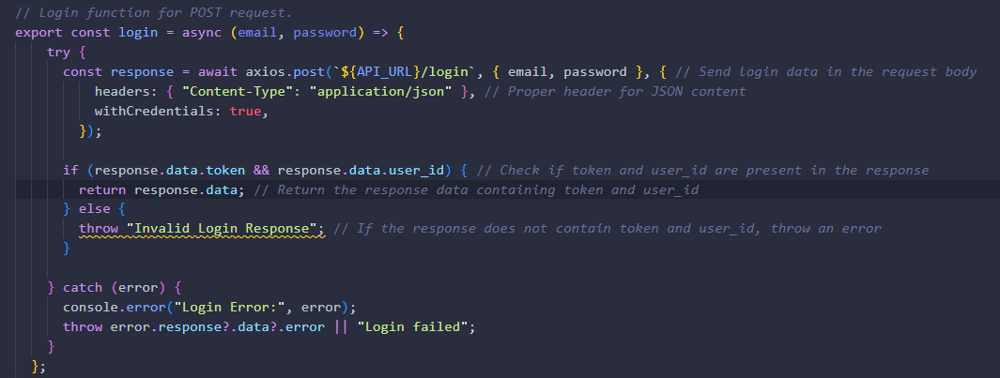 // Login function for POST request.
export const login = async (email, password) => {
try {
const response = await axios.post(`${API_URL}/login`, { email, password }, { // Send Login data in the request body
headers: { "Content-Type": "application/json" }, // Proper header for JSON content
withCredentials: true,
});
if (response.data.token && response.data.user_id) { // Check if token and user_id are present in the response
return response.data; // Return the response data containing token and user_id
} else {
throw "Invalid Login Response"; // If the response does not contain token and user_id, throw an error
}
} catch (error) {
console.error("Login Error:", error);
throw error.response?.data?.error || "Login failed";
}
};